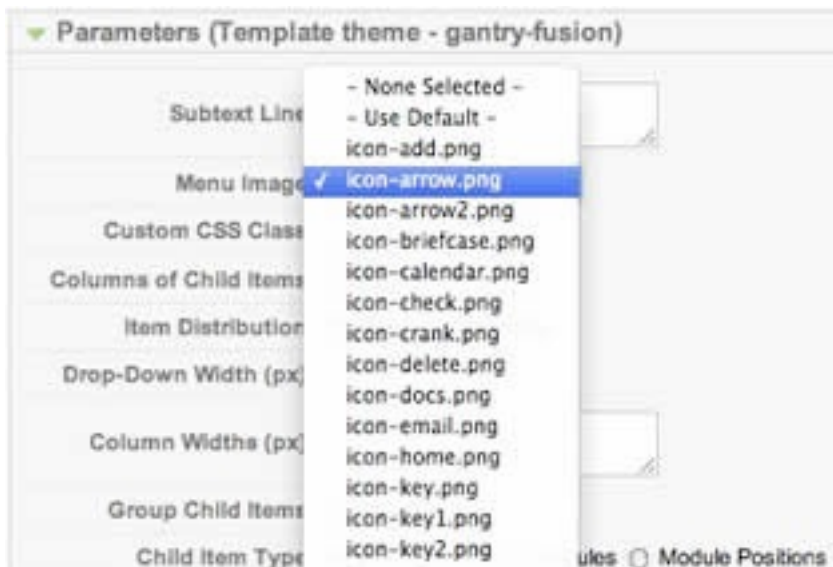 Parameters (Template theme - gantry-fusion)
- None Selected -
Subtext Line
- Use Default -
icon-add.png
Menu Image ✓ icon-arrow.png
icon-arrow2.png
Custom CSS Class
icon-briefcase.png
Columns of Child Items
icon-calendar.png
icon-check.png
Item Distribution
icon-crank.png
icon-delete.png
Drop-Down Width (px)
icon-docs.png
icon-email.png
Column Widths (px)
icon-home.png
icon-key.png
Group Child Items
icon-key1.png
Child Item Type icon-key2.png Module Positions